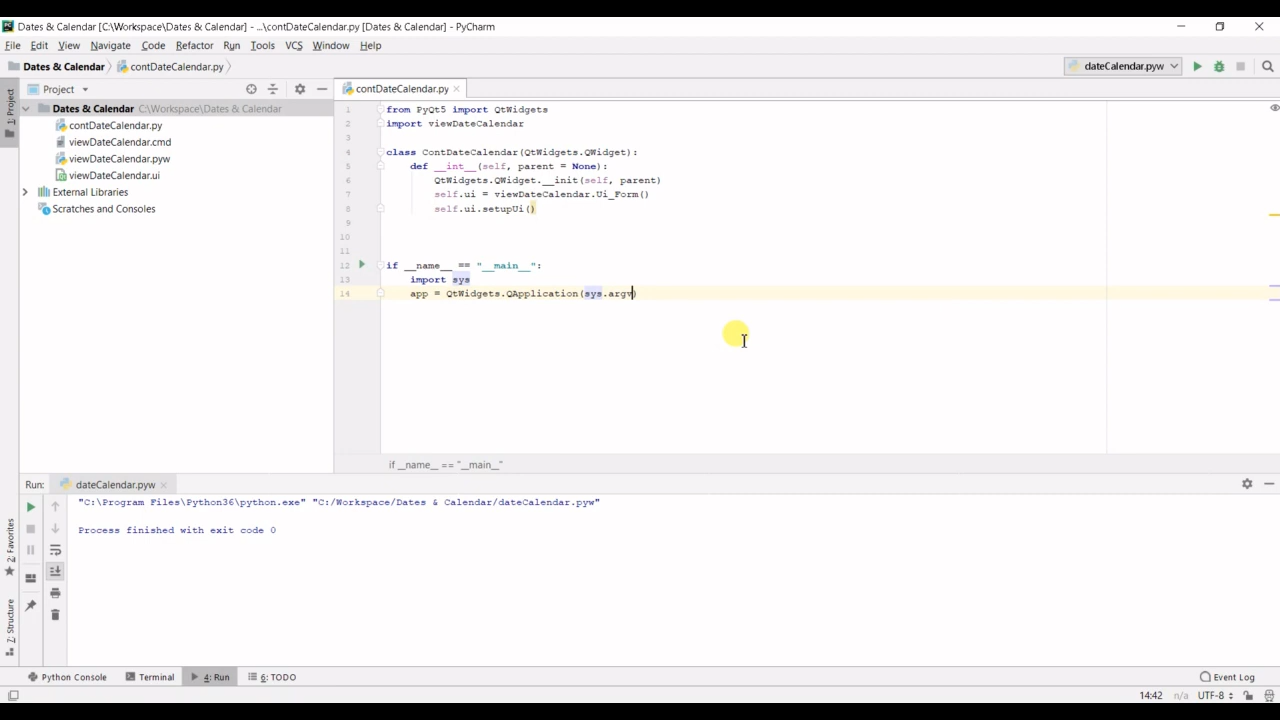 Dates & Calendar [C:\Workspace\Dates & Calendar] - ...\contDateCalendar.py [Dates & Calendar] - PyCharm
File Edit View Navigate Code Refactor Run Tools VCS Window Help
Dates & Calendar contDateCalendar.py dateCalendar.pyw
1: Project
Project contDateCalendar.py
Dates & Calendar C:\Workspace\Dates & Calendar
contDateCalendar.py
viewDateCalendar.cmd
viewDateCalendar.pyw
viewDateCalendar.ui
External Libraries
Scratches and Consoles
1 from PyQt5 import QtWidgets
2 import viewDateCalendar
3
4 class ContDateCalendar(QtWidgets.QWidget):
5 def __int__(self, parent = None):
6 QtWidgets.QWidget.__init(self, parent)
7 self.ui = viewDateCalendar.Ui_Form()
8 self.ui.setupUi()
9
10
11
12 if __name__ == "__main__":
13 import sys
14 app = QtWidgets.QApplication(sys.argv)
if __name__ == "__main__"
Run: dateCalendar.pyw
"C:\Program Files\Python36\python.exe" "C:/Workspace/Dates & Calendar/dateCalendar.pyw"
Process finished with exit code 0
2: Favorites
7: Structure
Python Console Terminal 4: Run 6: TODO Event Log
14:42 n/a UTF-8